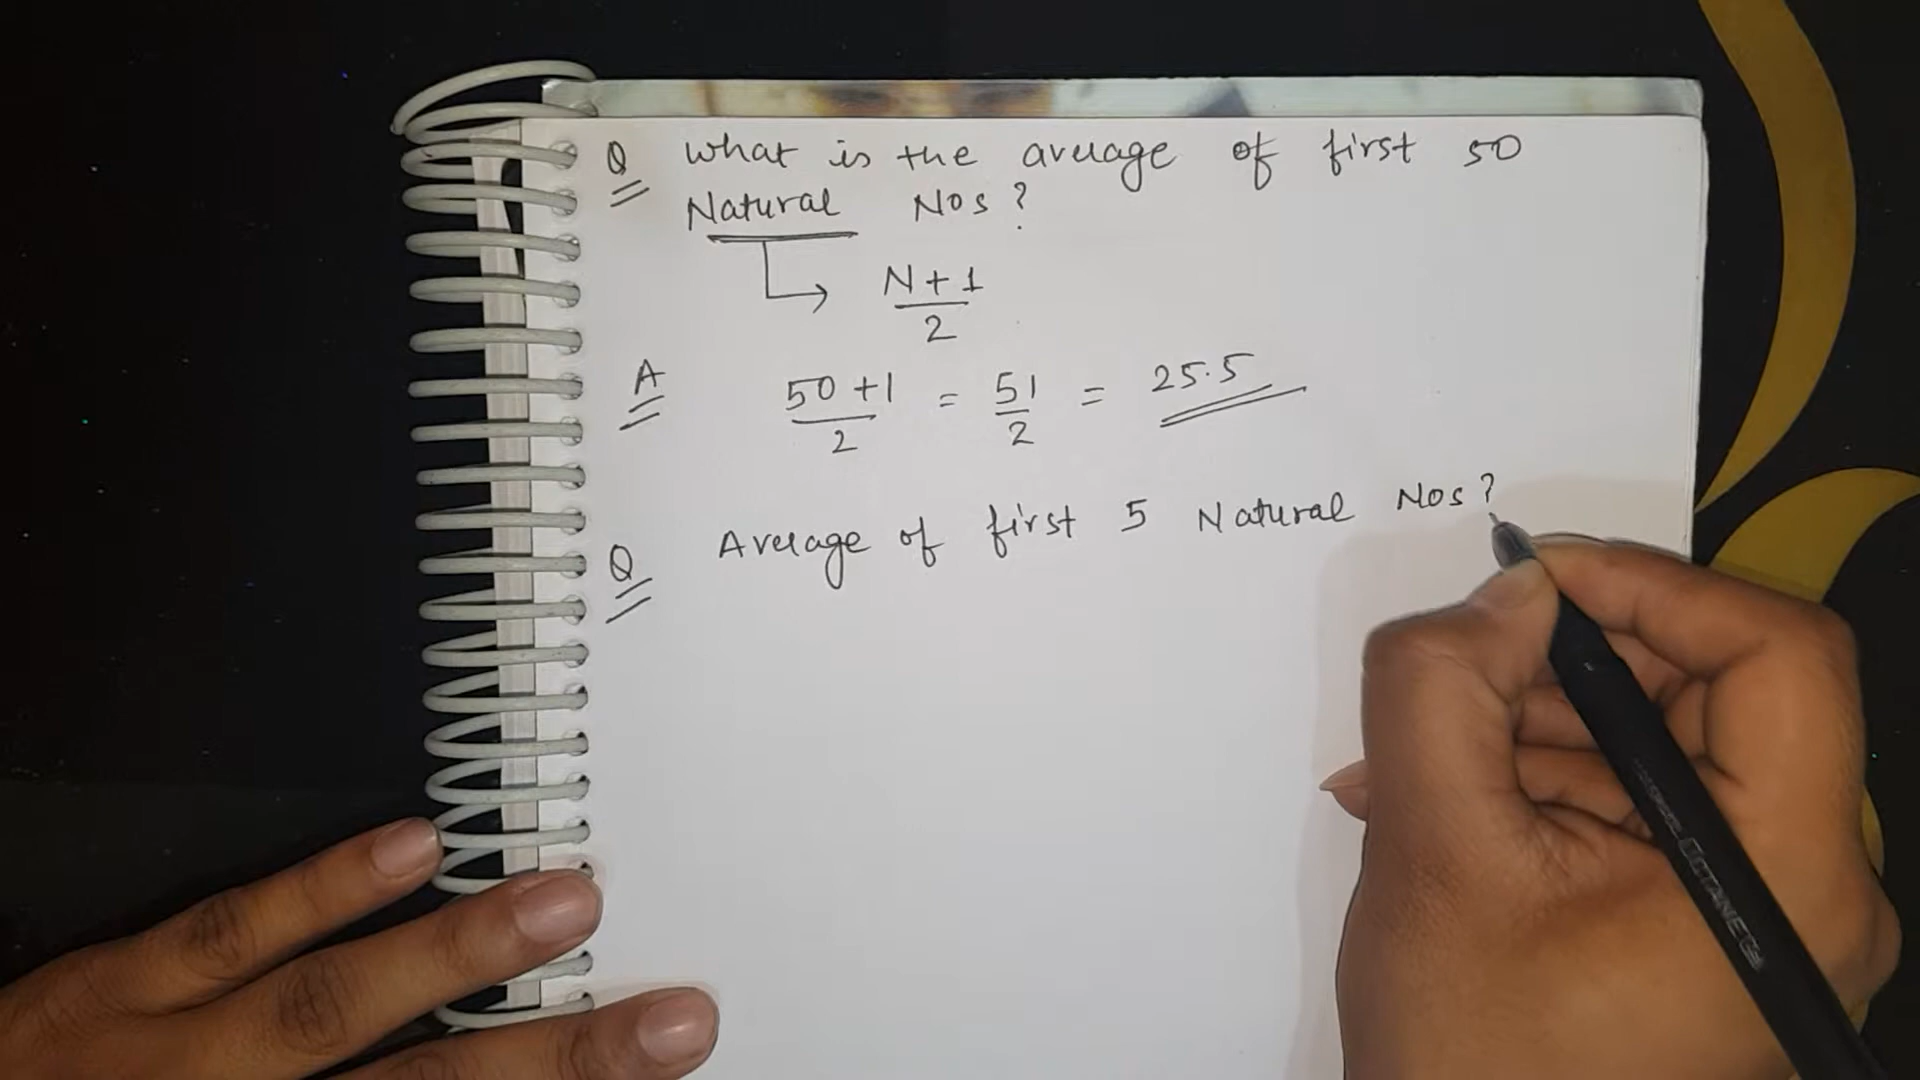 Q What is the average of first 50
Natural Nos?
N+1
2
A 50+1 = 51 = 25.5
2 2
Q Average of first 5 Natural Nos?
OCTANE